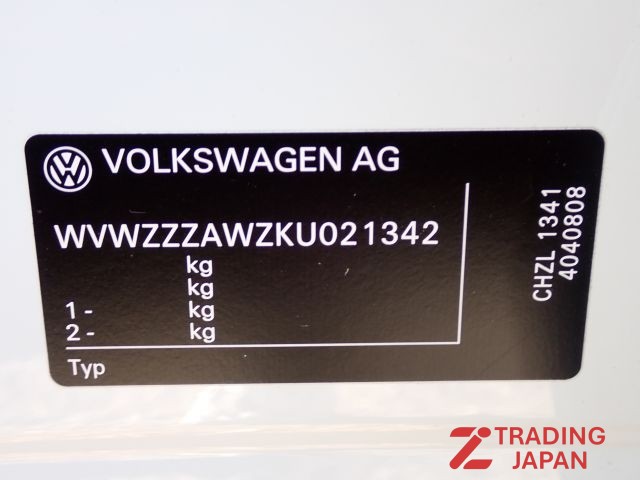 VOLKSWAGEN AG
WVWZZZAWZKU021342
kg
kg
1- kg
2- kg
Typ
CHZL 1341
4040808
TRADING
JAPAN